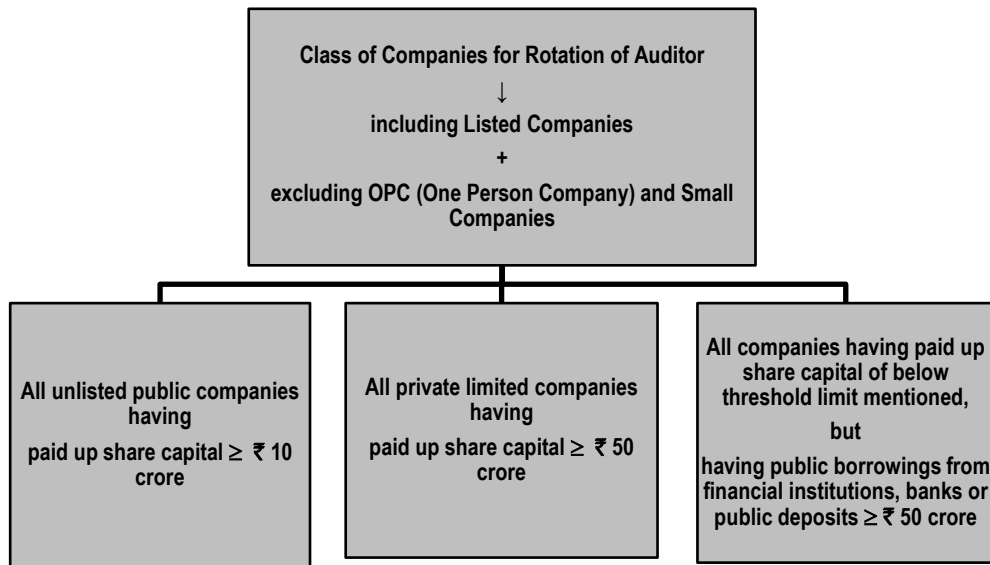 Class of Companies for Rotation of Auditor
↓
including Listed Companies
+
excluding OPC (One Person Company) and Small
Companies
All unlisted public companies
having
paid up share capital ≥ ₹ 10
crore
All private limited companies
having
paid up share capital ≥ ₹ 50
crore
All companies having paid up
share capital of below
threshold limit mentioned,
but
having public borrowings from
financial institutions, banks or
public deposits ≥ ₹ 50 crore